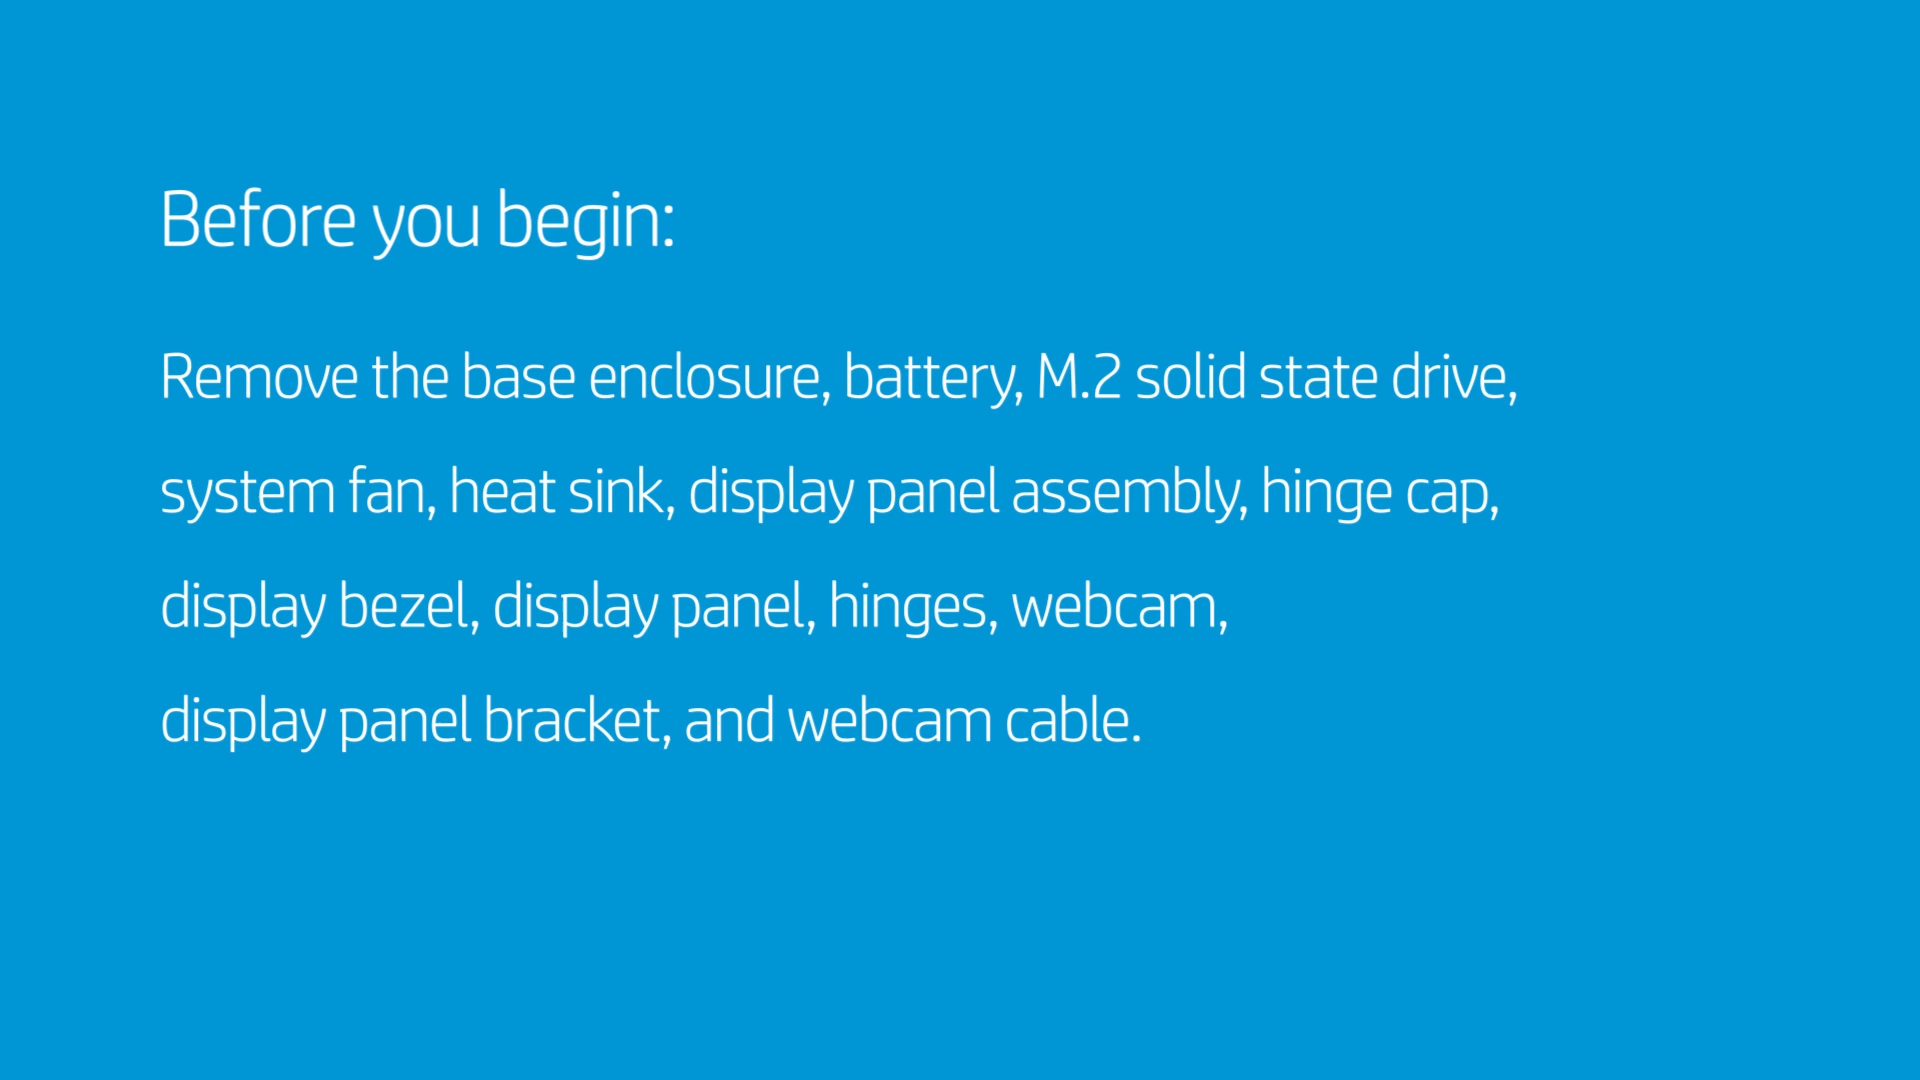 Before you begin:
Remove the base enclosure, battery, M.2 solid state drive,
system fan, heat sink, display panel assembly, hinge cap,
display bezel, display panel, hinges, webcam,
display panel bracket, and webcam cable.